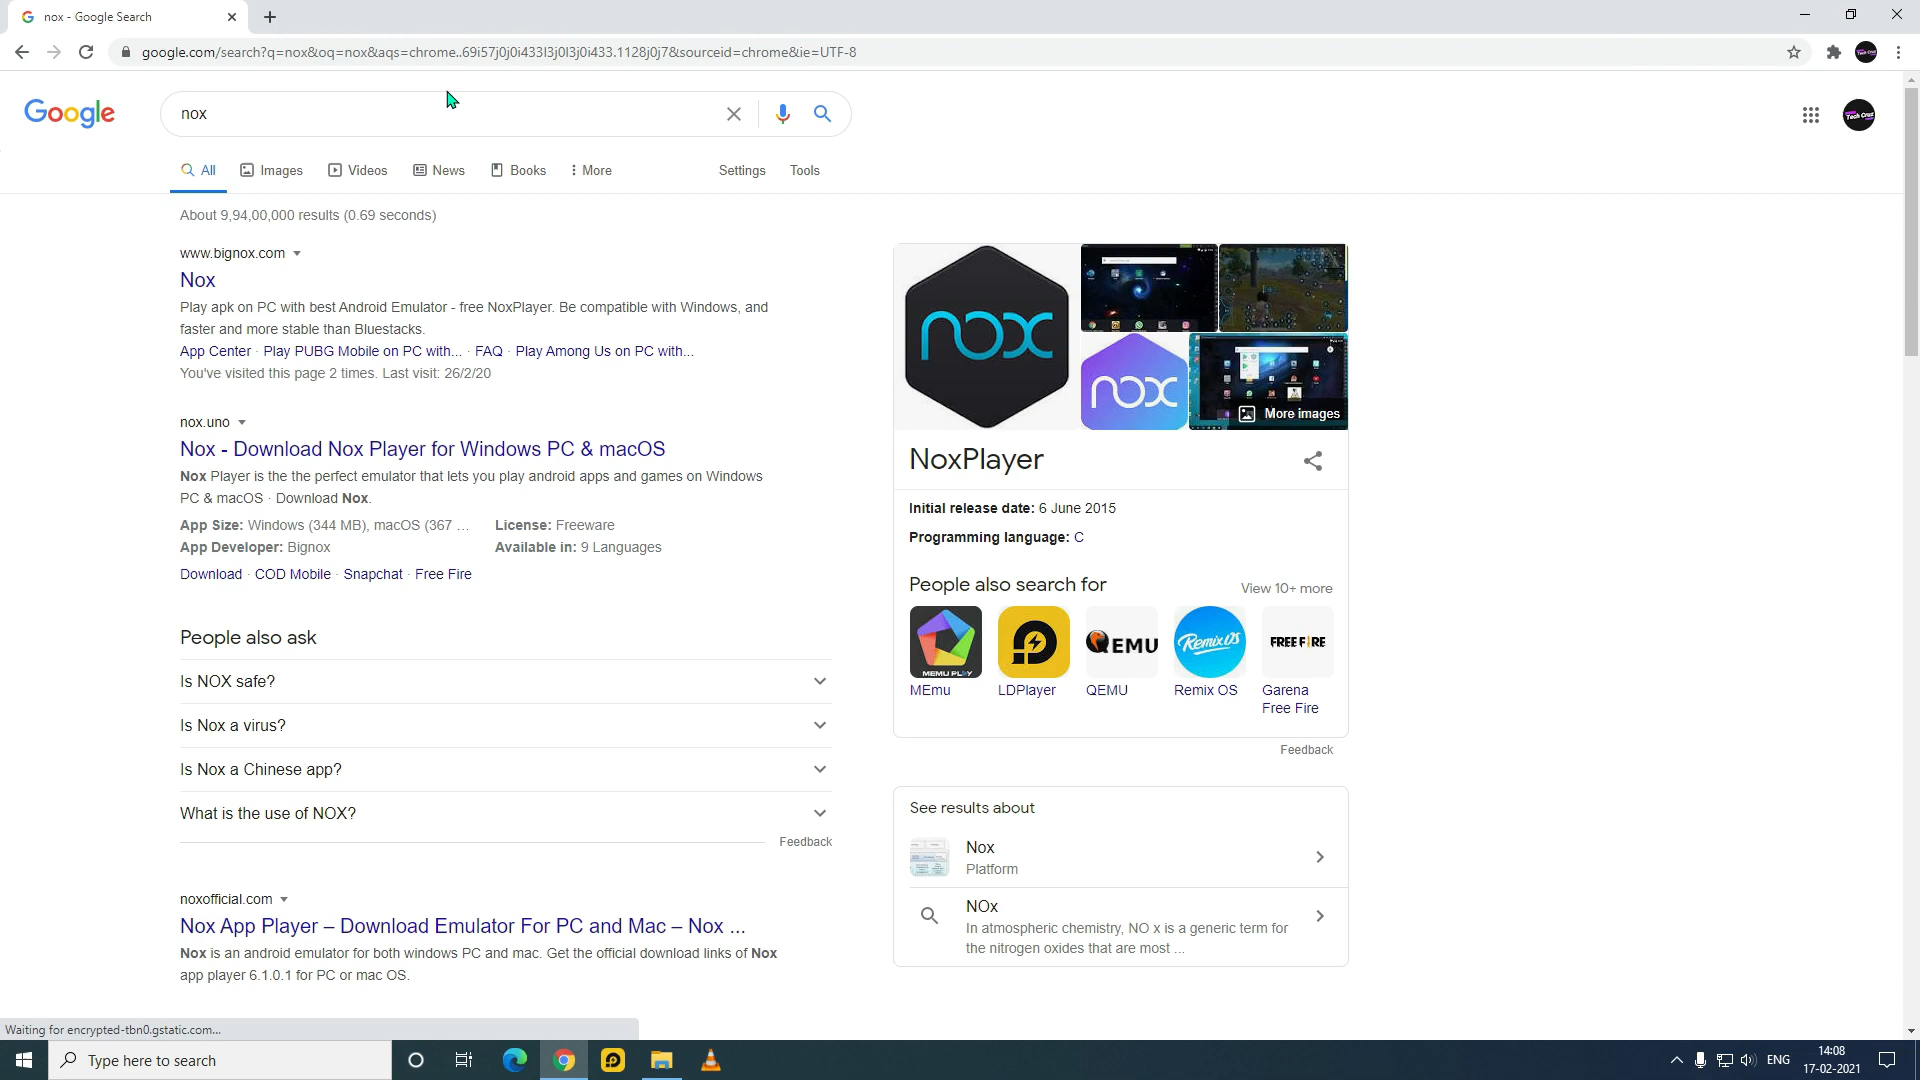 nox - Google Search
google.com/search?q=nox&oq=nox&aqs=chrome..69i57j0j0i433l3j0l3j0i433.1128j0j7&sourceid=chrome&ie=UTF-8
Google
nox
All Images Videos News Books More Settings Tools
About 9,94,00,000 results (0.69 seconds)
www.bignox.com
Nox
Play apk on PC with best Android Emulator - free NoxPlayer. Be compatible with Windows, and
faster and more stable than Bluestacks.
App Center · Play PUBG Mobile on PC with... · FAQ · Play Among Us on PC with...
You've visited this page 2 times. Last visit: 26/2/20
nox.uno
Nox - Download Nox Player for Windows PC & macOS
Nox Player is the the perfect emulator that lets you play android apps and games on Windows
PC & macOS · Download Nox.
App Size: Windows (344 MB), macOS (367 ... License: Freeware
App Developer: Bignox Available in: 9 Languages
Download · COD Mobile · Snapchat · Free Fire
People also ask
Is NOX safe?
Is Nox a virus?
Is Nox a Chinese app?
What is the use of NOX?
Feedback
noxofficial.com
Nox App Player – Download Emulator For PC and Mac – Nox ...
Nox is an android emulator for both windows PC and mac. Get the official download links of Nox
app player 6.1.0.1 for PC or mac OS.
nox
nox
More images
NoxPlayer
Initial release date: 6 June 2015
Programming language: C
People also search for View 10+ more
MEMU PLAY
QEMU
RemixOS
FREE FIRE
MEmu LDPlayer QEMU Remix OS Garena
Free Fire
Feedback
See results about
Nox
Platform
NOx
In atmospheric chemistry, NO x is a generic term for
the nitrogen oxides that are most ...
Tech Cruz
Waiting for encrypted-tbn0.gstatic.com...
Type here to search
ENG
14:08
17-02-2021